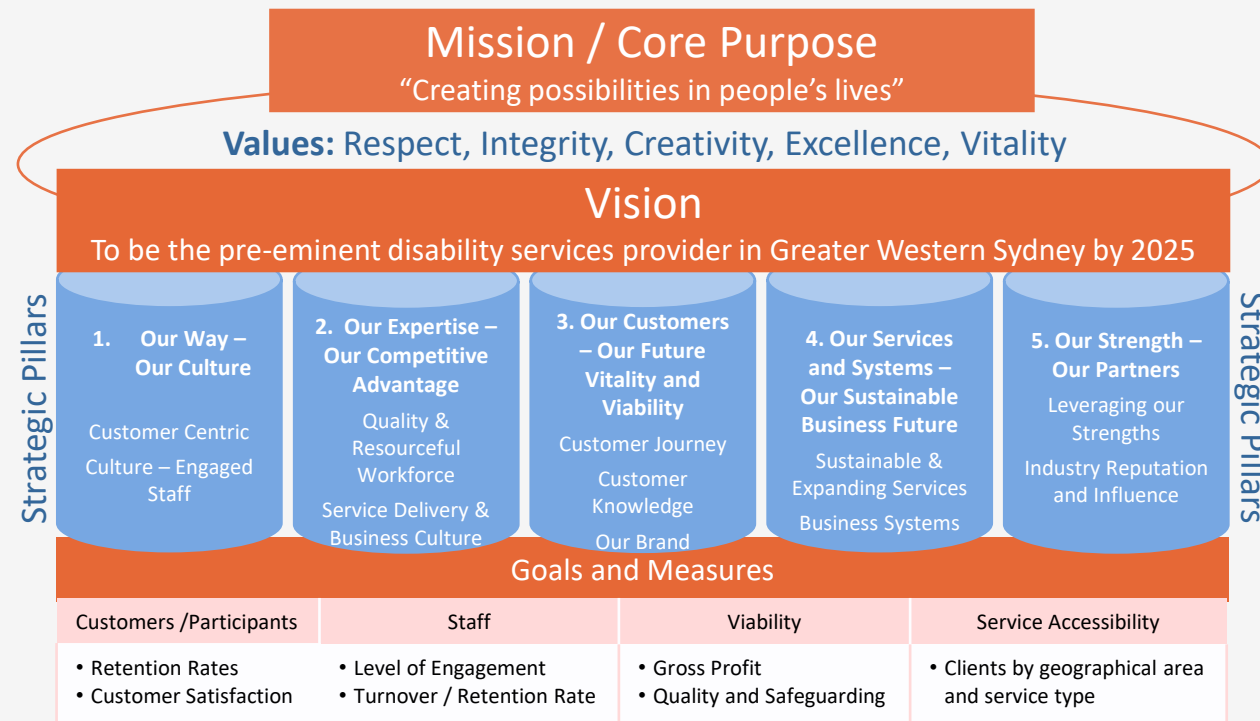 Mission / Core Purpose
“Creating possibilities in people’s lives”
Values: Respect, Integrity, Creativity, Excellence, Vitality
Vision
To be the pre-eminent disability services provider in Greater Western Sydney by 2025
Strategic Pillars
1. Our Way –
Our Culture
Customer Centric
Culture – Engaged
Staff
2. Our Expertise –
Our Competitive
Advantage
Quality &
Resourceful
Workforce
Service Delivery &
Business Culture
3. Our Customers
– Our Future
Vitality and
Viability
Customer Journey
Customer
Knowledge
Our Brand
4. Our Services
and Systems –
Our Sustainable
Business Future
Sustainable &
Expanding Services
Business Systems
5. Our Strength –
Our Partners
Leveraging our
Strengths
Industry Reputation
and Influence
Strategic Pillars
Goals and Measures
Customers /Participants
• Retention Rates
• Customer Satisfaction
Staff
• Level of Engagement
• Turnover / Retention Rate
Viability
• Gross Profit
• Quality and Safeguarding
Service Accessibility
• Clients by geographical area
and service type